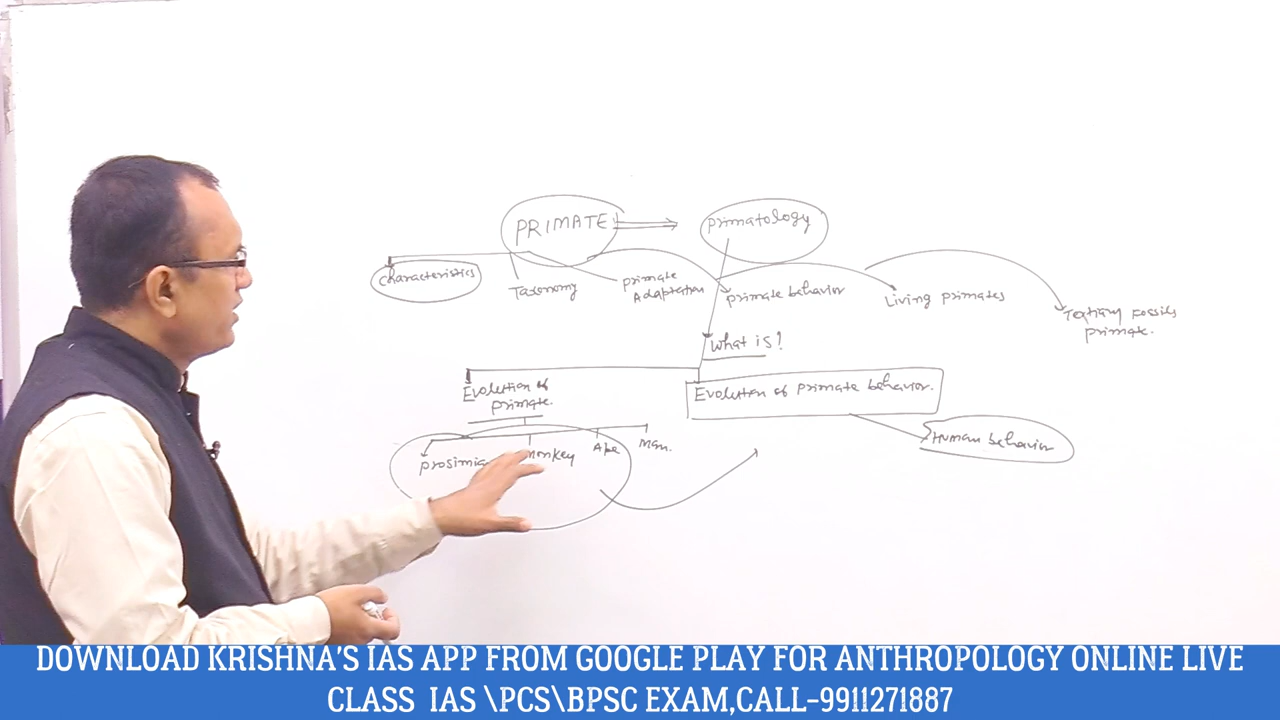 PRIMATE
primatology
characteristics
Taxonomy
primate
Adaptation
primate behavior
Living primates
Tertiary fossils
primate.
What is?
Evolution of
primate.
Evolution of primate behavior.
Human behavior
monkey
Ape
Man.
DOWNLOAD KRISHNA'S IAS APP FROM GOOGLE PLAY FOR ANTHROPOLOGY ONLINE LIVE
CLASS IAS \PCS\BPSC EXAM,CALL-9911271887